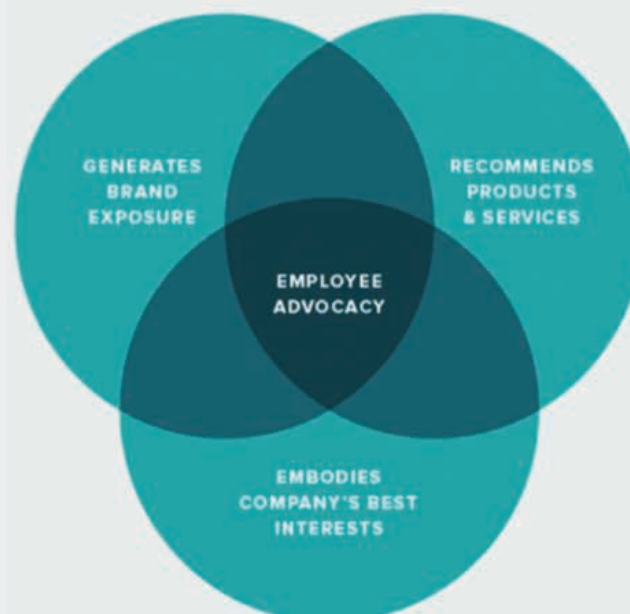 GENERATES
BRAND
EXPOSURE
RECOMMENDS
PRODUCTS
& SERVICES
EMPLOYEE
ADVOCACY
EMBODIES
COMPANY'S BEST
INTERESTS